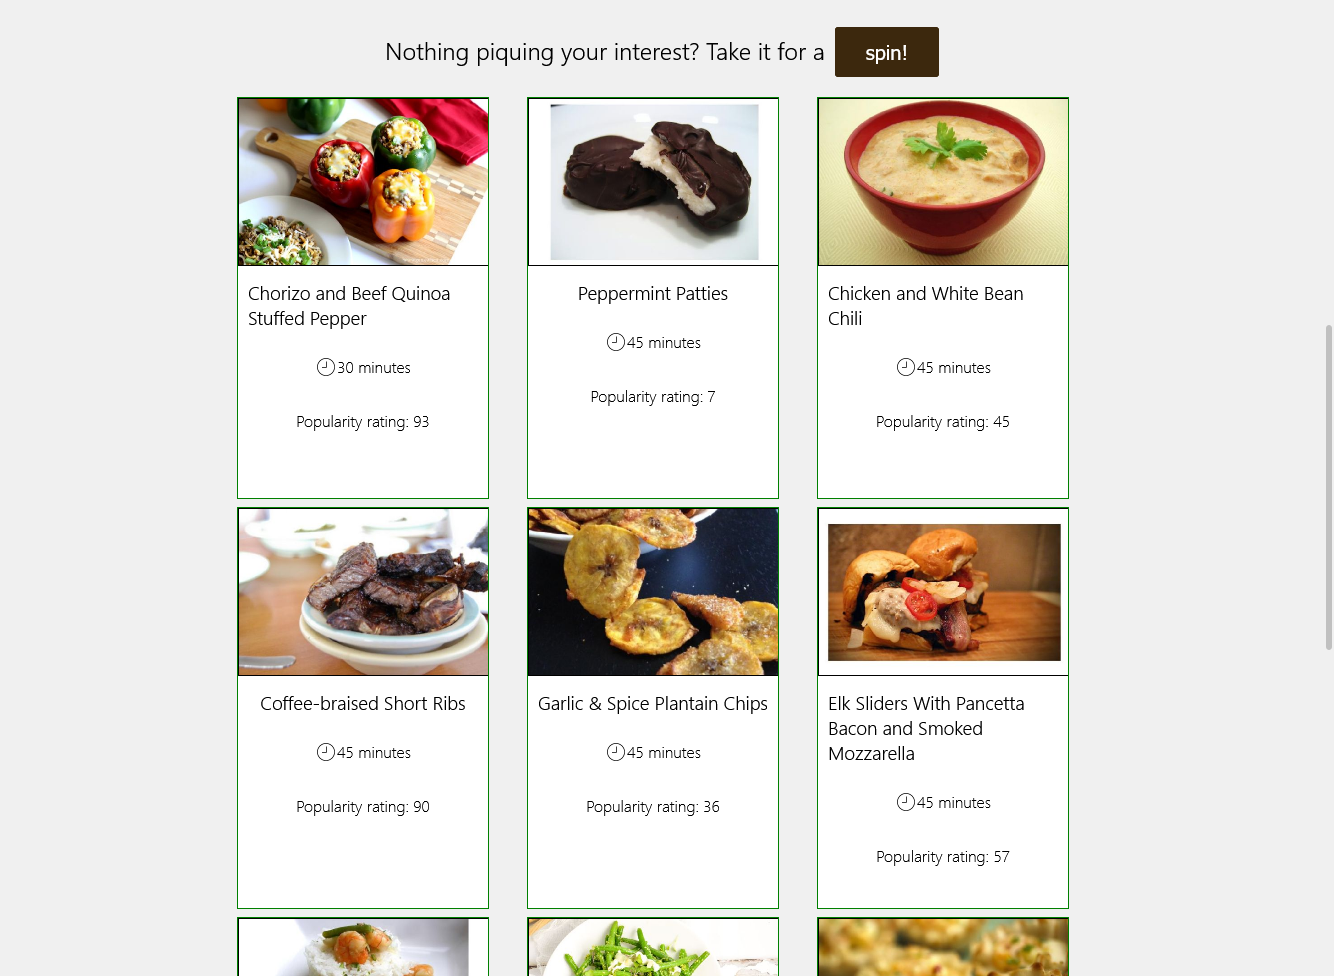 Nothing piquing your interest? Take it for a spin!
Chorizo and Beef Quinoa
Stuffed Pepper
30 minutes
Popularity rating: 93
Peppermint Patties
45 minutes
Popularity rating: 7
Chicken and White Bean
Chili
45 minutes
Popularity rating: 45
Coffee-braised Short Ribs
45 minutes
Popularity rating: 90
Garlic & Spice Plantain Chips
45 minutes
Popularity rating: 36
Elk Sliders With Pancetta
Bacon and Smoked
Mozzarella
45 minutes
Popularity rating: 57